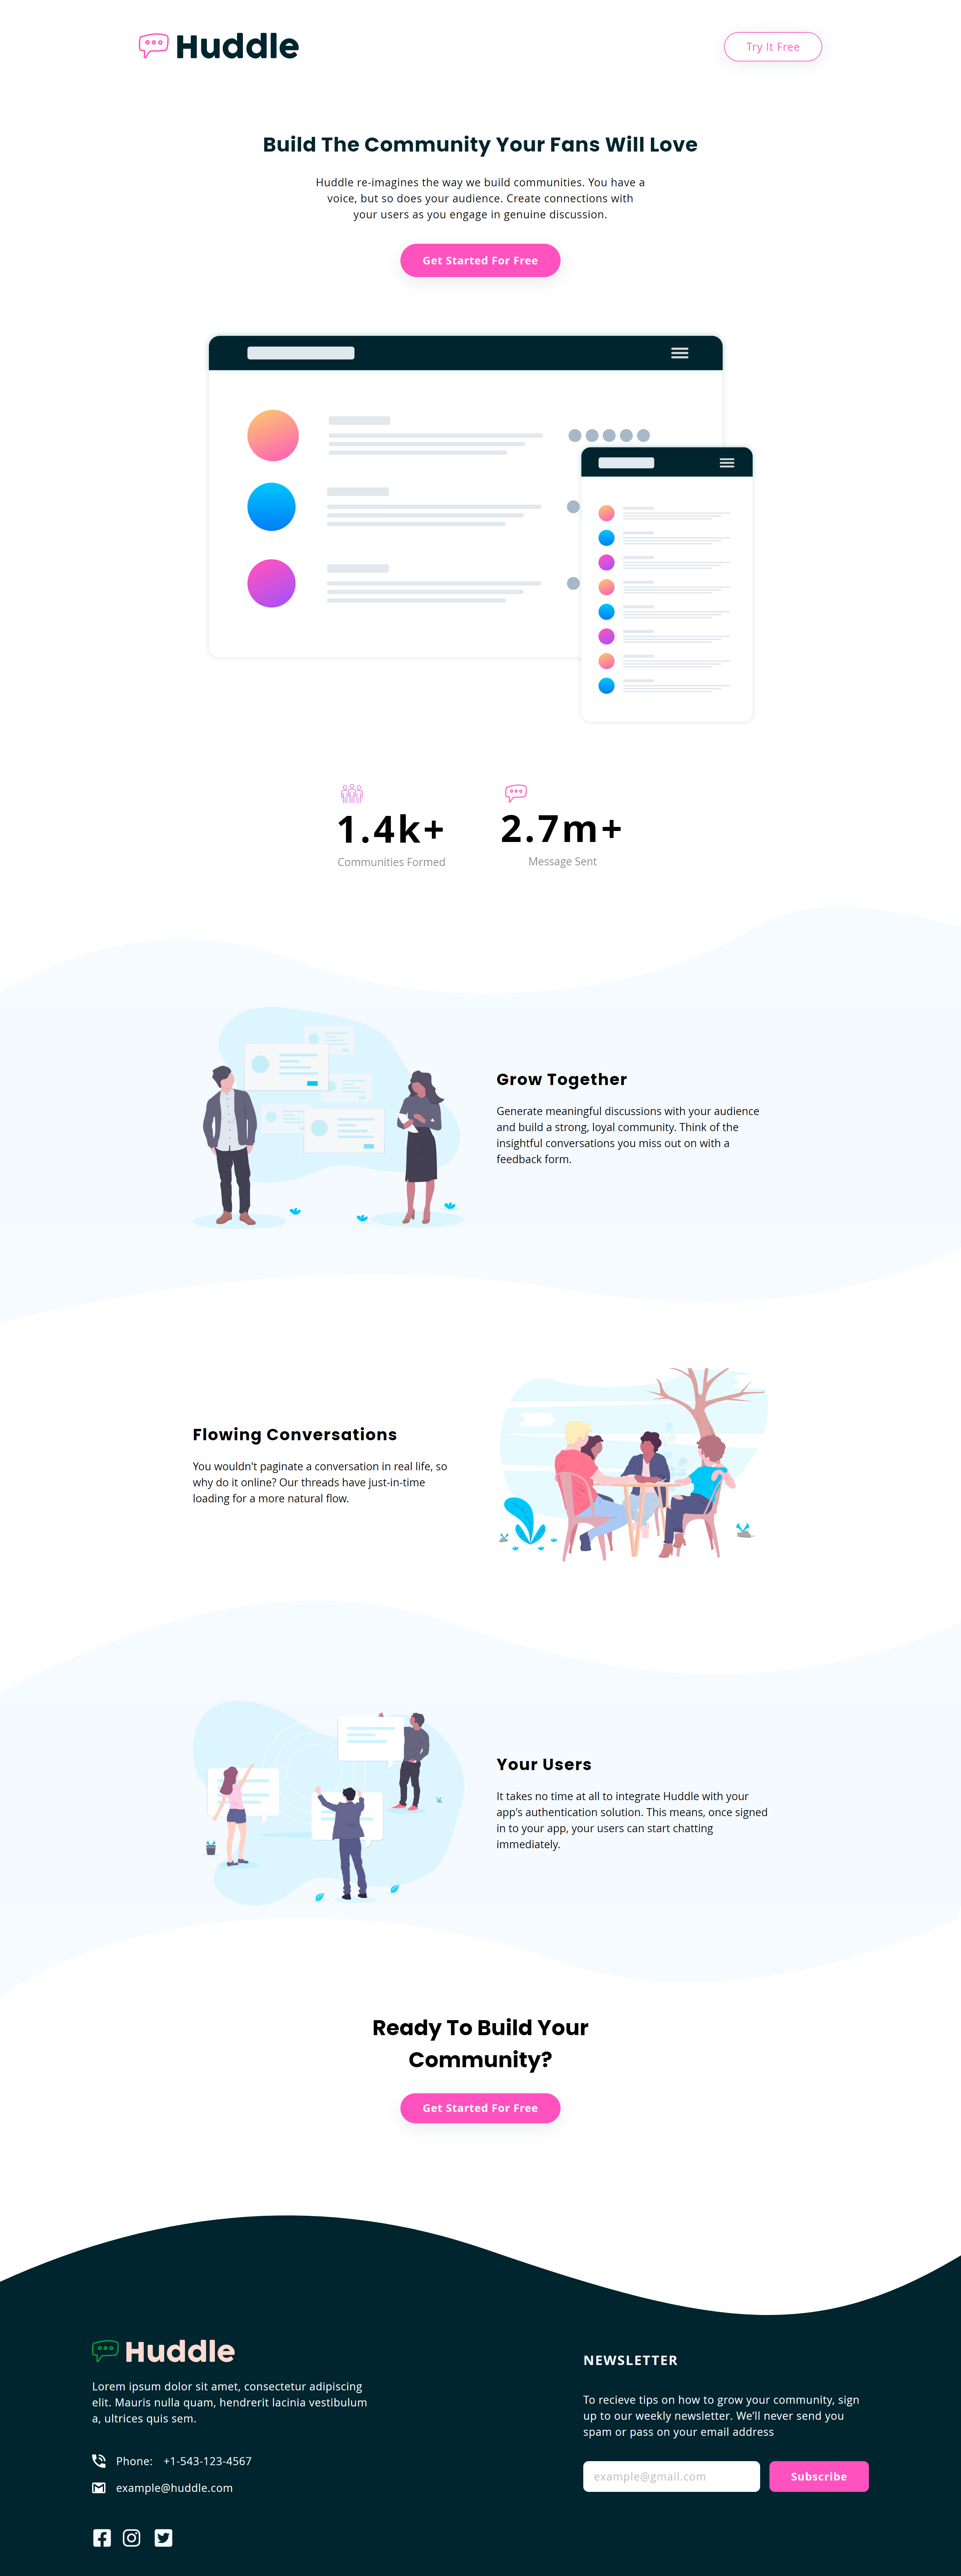 Huddle
Try It Free
Build The Community Your Fans Will Love
Huddle re-imagines the way we build communities. You have a
voice, but so does your audience. Create connections with
your users as you engage in genuine discussion.
Get Started For Free
1.4k+
Communities Formed
2.7m+
Message Sent
Grow Together
Generate meaningful discussions with your audience
and build a strong, loyal community. Think of the
insightful conversations you miss out on with a
feedback form.
Flowing Conversations
You wouldn't paginate a conversation in real life, so
why do it online? Our threads have just-in-time
loading for a more natural flow.
Your Users
It takes no time at all to integrate Huddle with your
app's authentication solution. This means, once signed
in to your app, your users can start chatting
immediately.
Ready To Build Your
Community?
Get Started For Free
Huddle
Lorem ipsum dolor sit amet, consectetur adipiscing
elit. Mauris nulla quam, hendrerit lacinia vestibulum
a, ultrices quis sem.
Phone: +1-543-123-4567
example@huddle.com
NEWSLETTER
To recieve tips on how to grow your community, sign
up to our weekly newsletter. We'll never send you
spam or pass on your email address
example@gmail.com
Subscribe